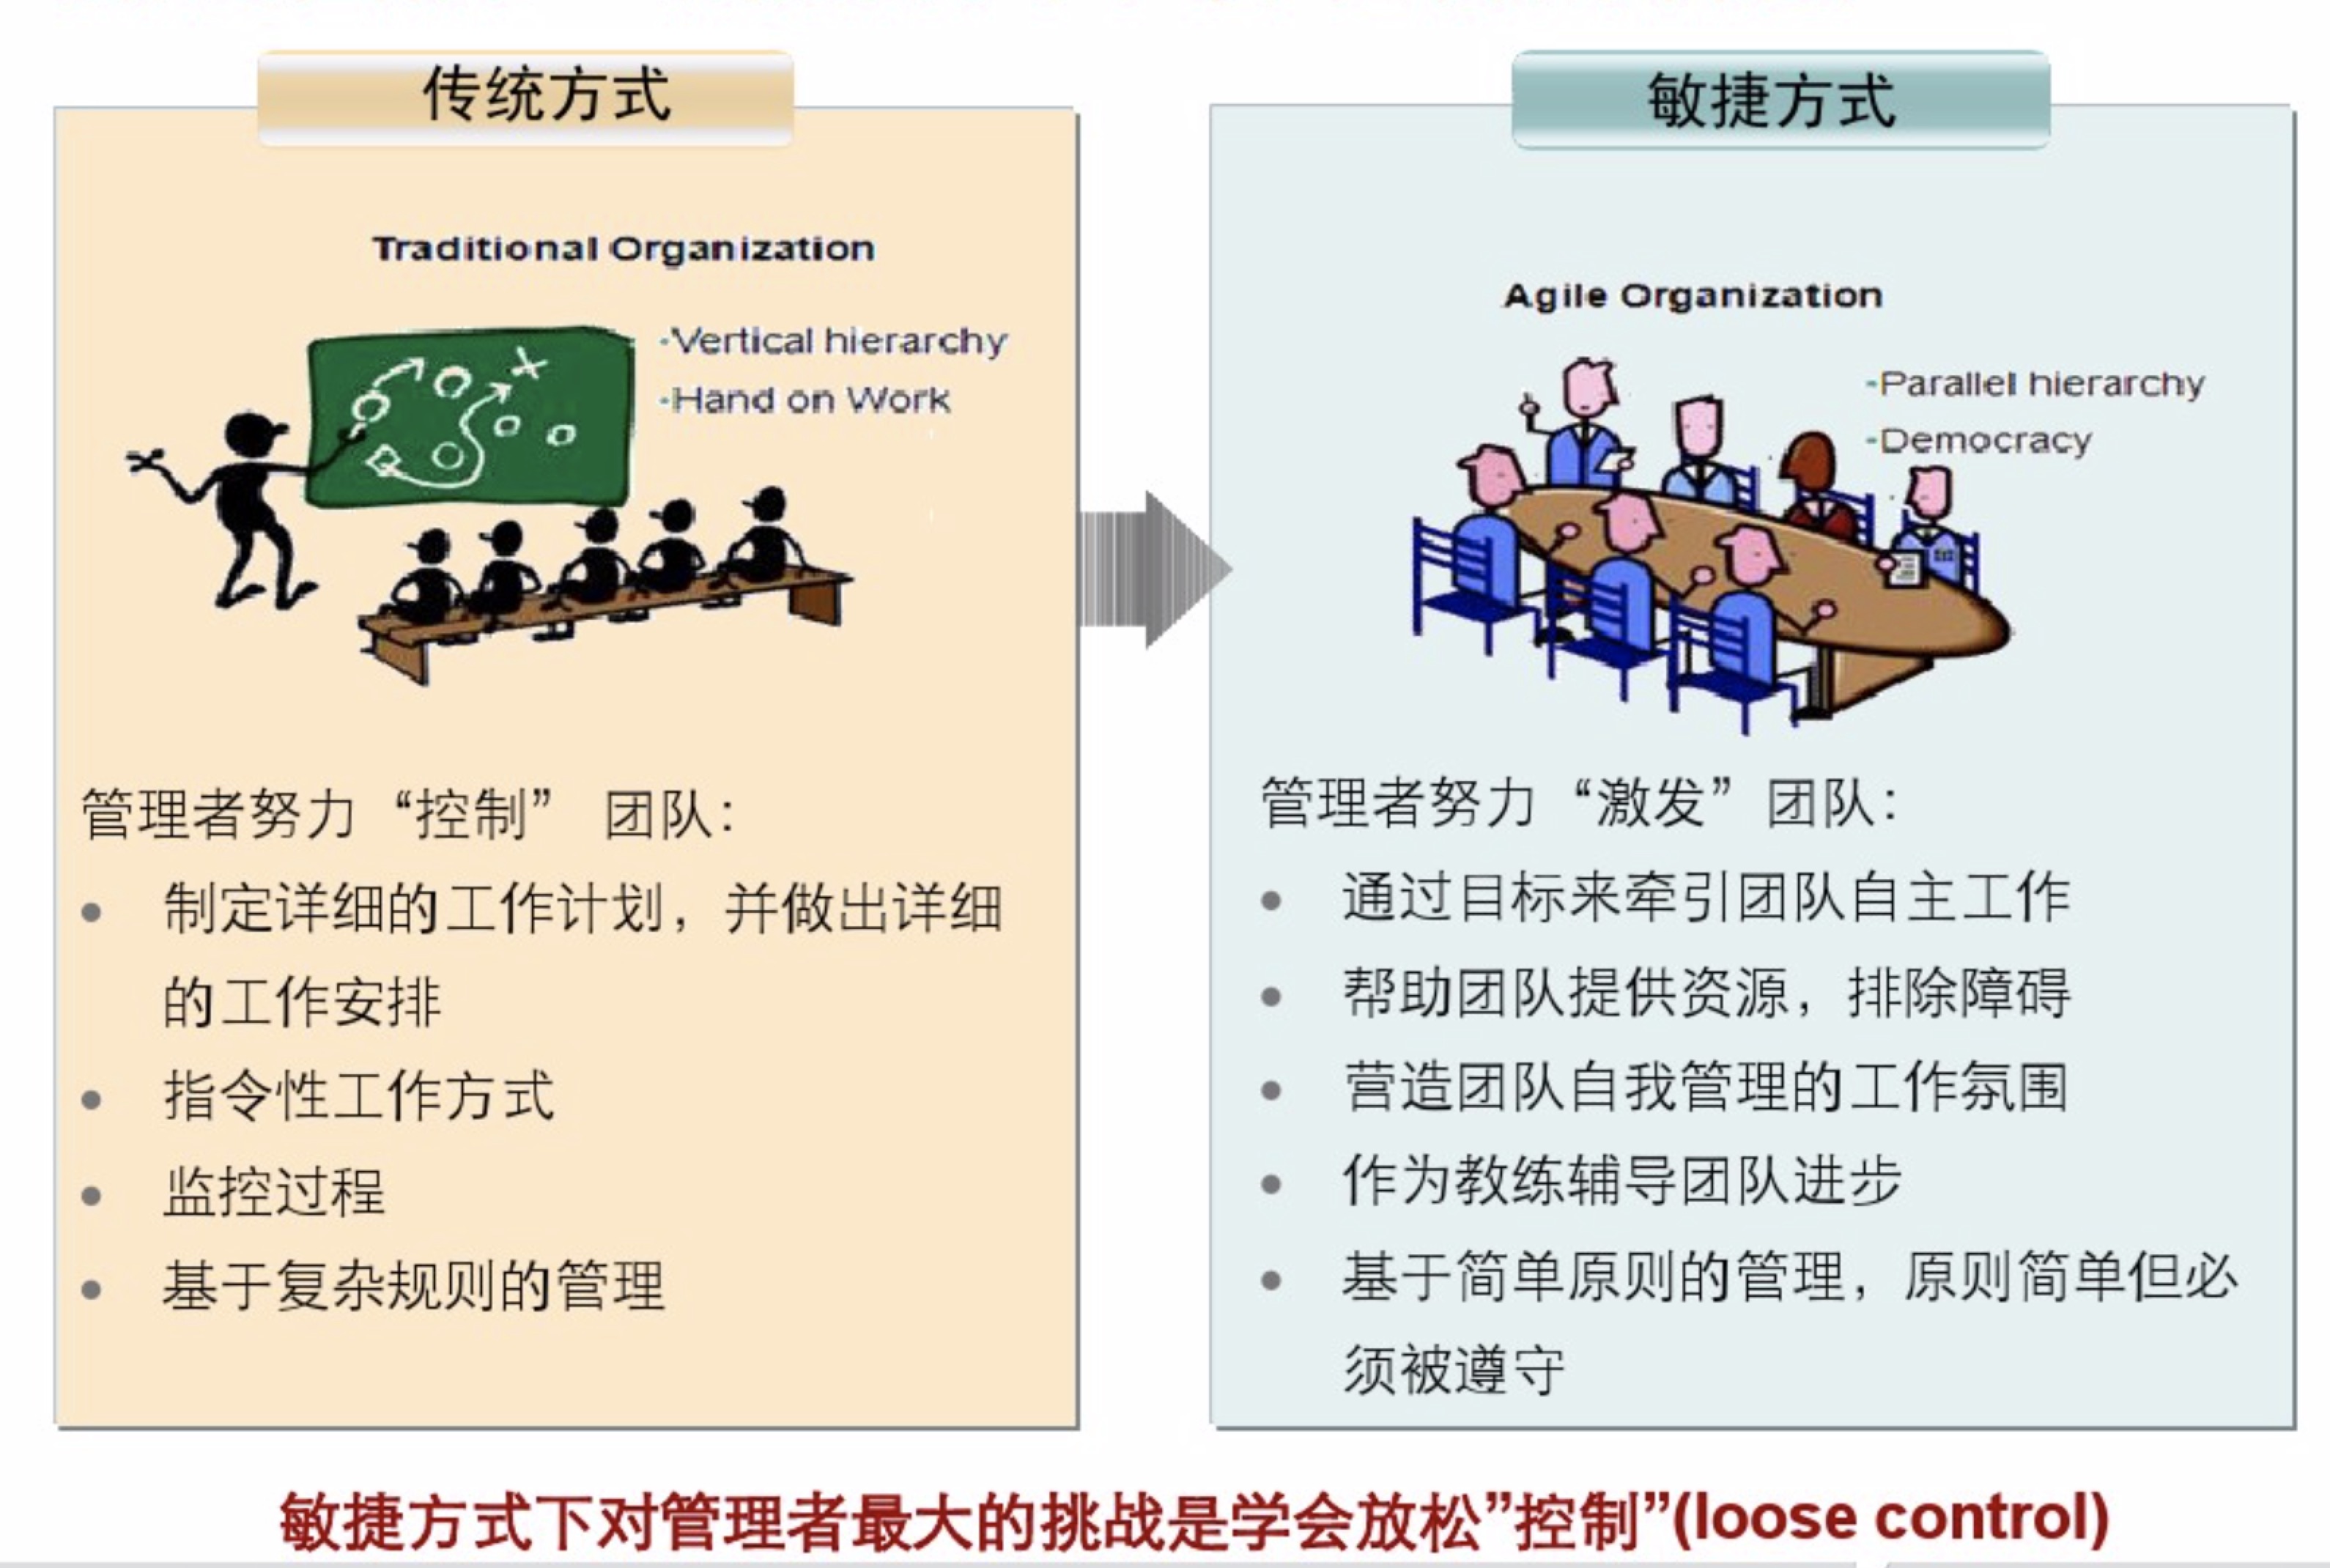 传统方式
Traditional Organization
·Vertical hierarchy
·Hand on Work
管理者努力“控制” 团队：
• 制定详细的工作计划，并做出详细
的工作安排
• 指令性工作方式
• 监控过程
• 基于复杂规则的管理
敏捷方式
Agile Organization
-Parallel hierarchy
-Democracy
管理者努力“激发”团队：
• 通过目标来牵引团队自主工作
• 帮助团队提供资源，排除障碍
• 营造团队自我管理的工作氛围
• 作为教练辅导团队进步
• 基于简单原则的管理，原则简单但必
须被遵守
敏捷方式下对管理者最大的挑战是学会放松”控制”(loose control)